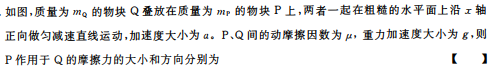 .如图,质量为 mQ 的物块 Q 叠放在质量为 mP 的物块 P 上,两者一起在粗糙的水平面上沿 x 轴
正向做匀减速直线运动,加速度大小为 a。P、Q 间的动摩擦因数为 μ, 重力加速度大小为 g,则
P 作用于 Q 的摩擦力的大小和方向分别为 【 】